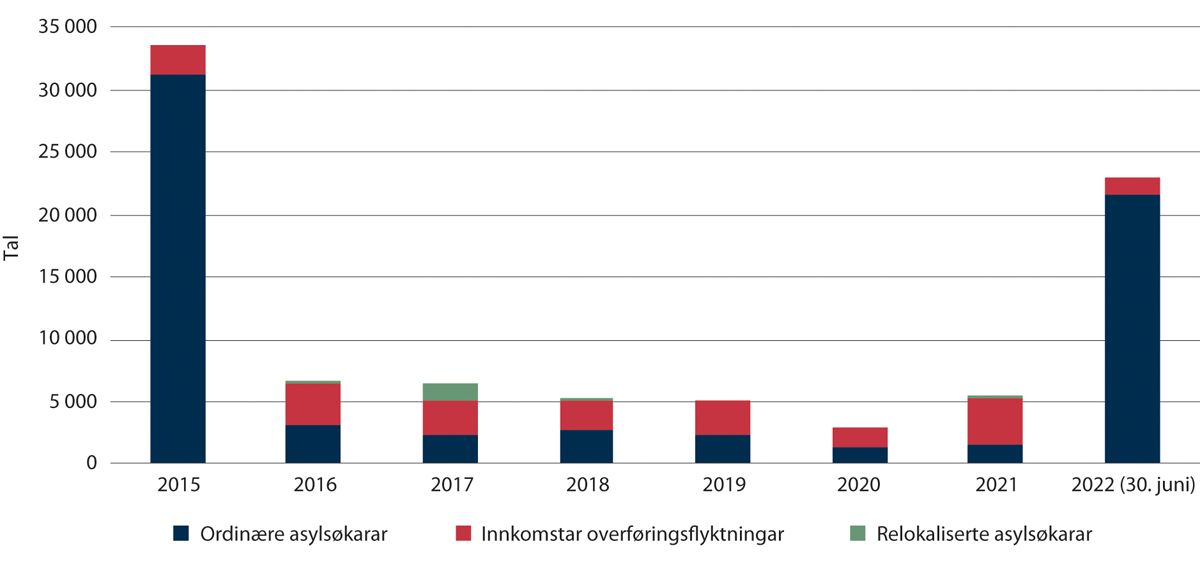 35 000
30 000
25 000
20 000
15 000
10 000
5 000
0
Tal
2015 2016 2017 2018 2019 2020 2021 2022 (30. juni)
Ordinære asylsøkarar Innkomstar overføringsflyktningar Relokaliserte asylsøkarar